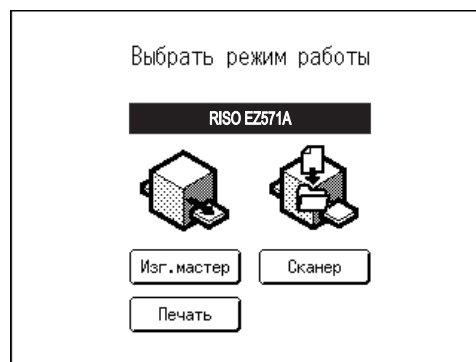 Выбрать режим работы
RISO EZ571A
Изг.мастер
Сканер
Печать